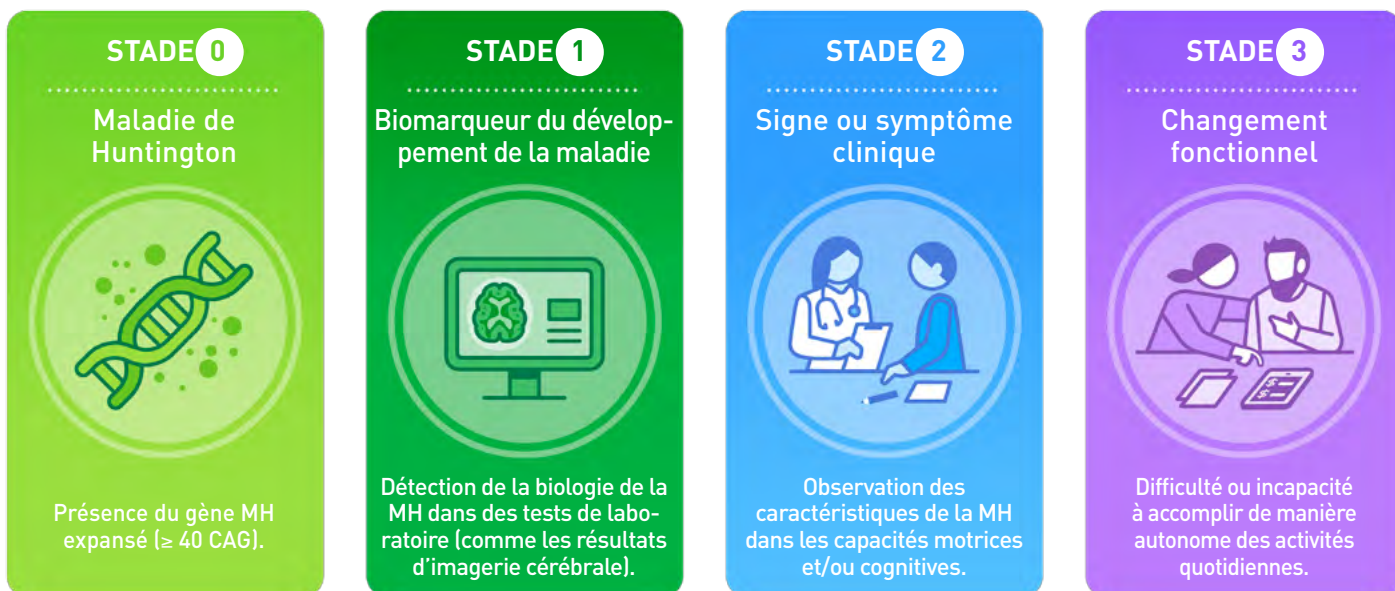 STADE 0
Maladie de
Huntington
Présence du gène MH
expansé (≥ 40 CAG).
STADE 1
Biomarqueur du dévelop-
pement de la maladie
Détection de la biologie de la
MH dans des tests de labo-
ratoire (comme les résultats
d’imagerie cérébrale).
STADE 2
Signe ou symptôme
clinique
Observation des
caractéristiques de la MH
dans les capacités motrices
et/ou cognitives.
STADE 3
Changement
fonctionnel
Difficulté ou incapacité
à accomplir de manière
autonome des activités
quotidiennes.